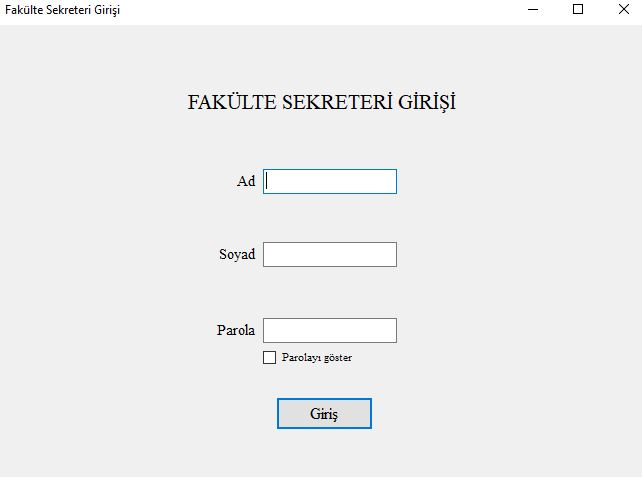 Fakülte Sekreteri Girişi
FAKÜLTE SEKRETERİ GİRİŞİ
Ad
Soyad
Parola
Parolayı göster
Giriş